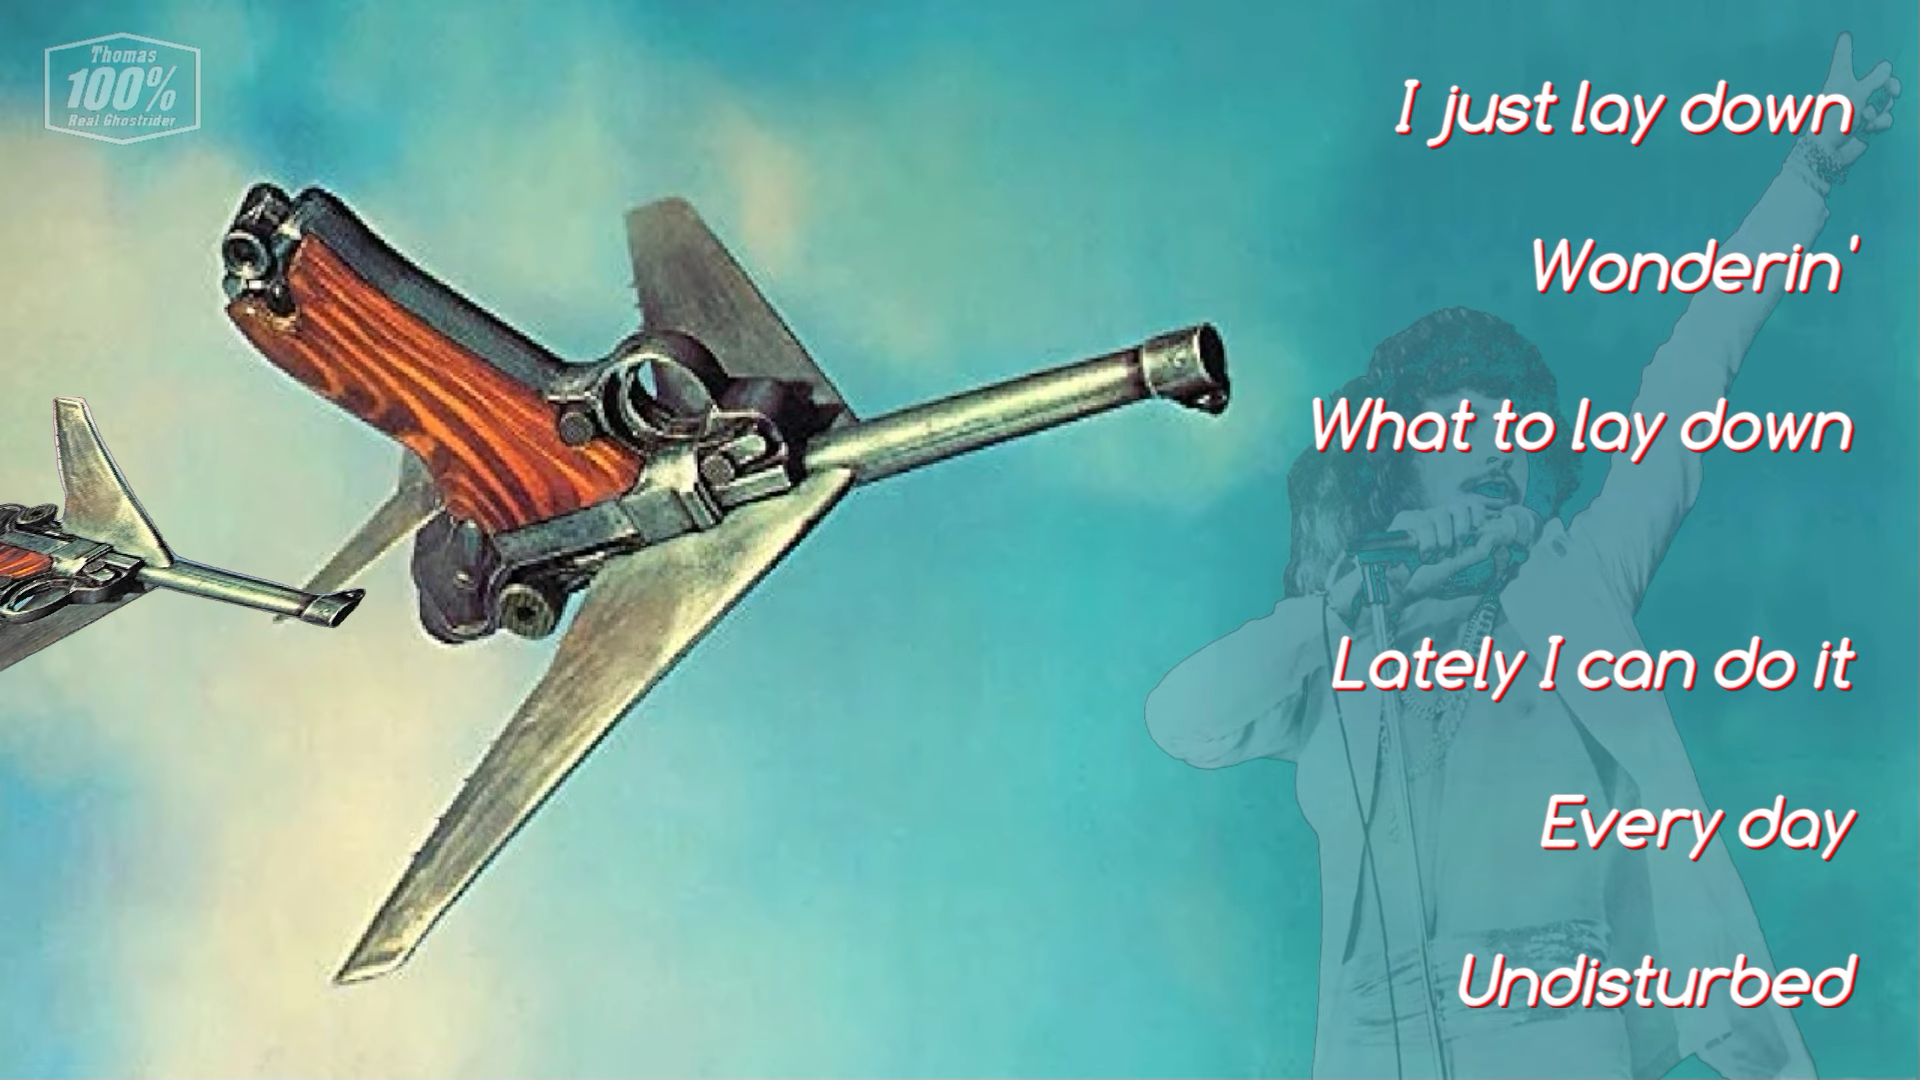 Thomas
100%
Real Ghostrider
I just lay down
Wonderin'
What to lay down
Lately I can do it
Every day
Undisturbed